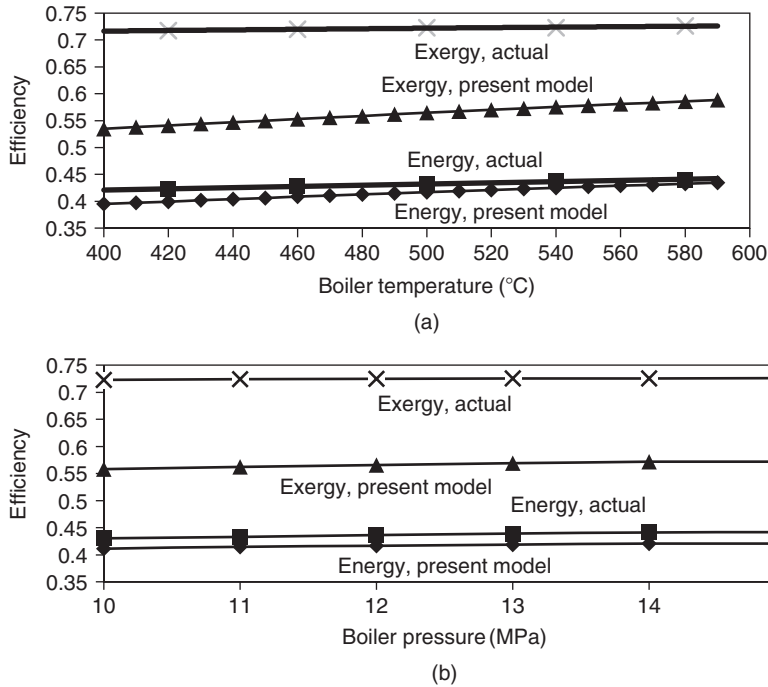 (a)
0.75
0.7
0.65
0.6
0.55
0.5
0.45
0.4
0.35
Efficiency
Exergy, actual
Exergy, present model
Energy, actual
Energy, present model
400 420 440 460 480 500 520 540 560 580 600
Boiler temperature (°C)
(a)
0.75
0.7
0.65
0.6
0.55
0.5
0.45
0.4
0.35
Efficiency
Exergy, actual
Exergy, present model
Energy, actual
Energy, present model
10 11 12 13 14
Boiler pressure (MPa)
(b)